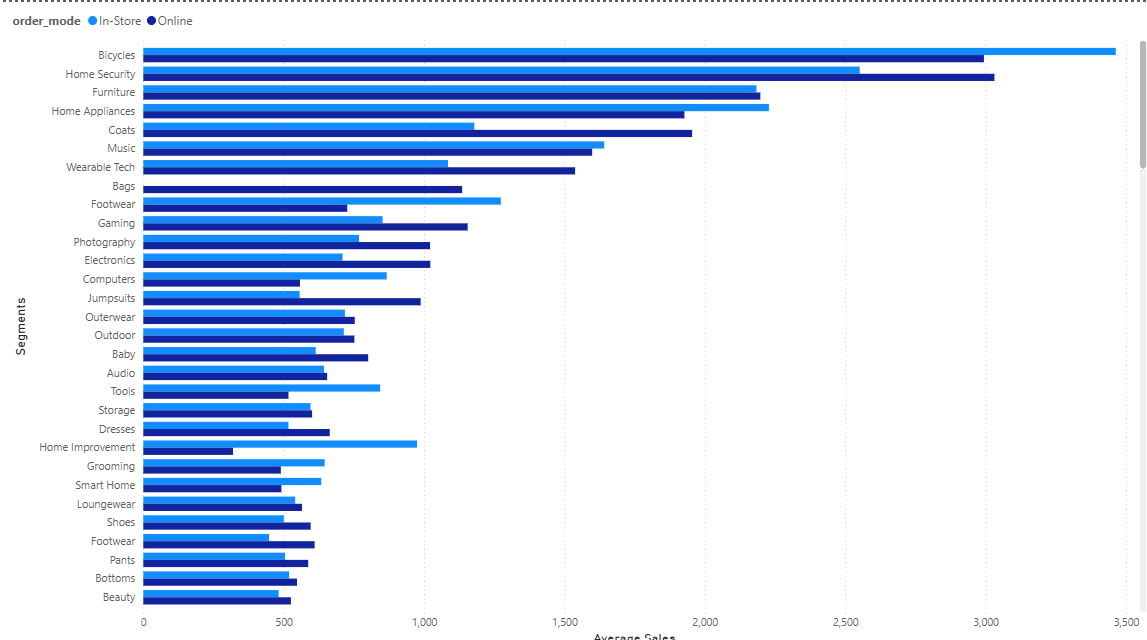 order_mode In-Store Online
Bicycles
Home Security
Furniture
Home Appliances
Coats
Music
Wearable Tech
Bags
Footwear
Gaming
Photography
Electronics
Computers
Jumpsuits
Outerwear
Outdoor
Baby
Audio
Tools
Storage
Dresses
Home Improvement
Grooming
Smart Home
Loungewear
Shoes
Footwear
Pants
Bottoms
Beauty
Segments
0 500 1,000 1,500 2,000 2,500 3,000 3,500
Average Sales